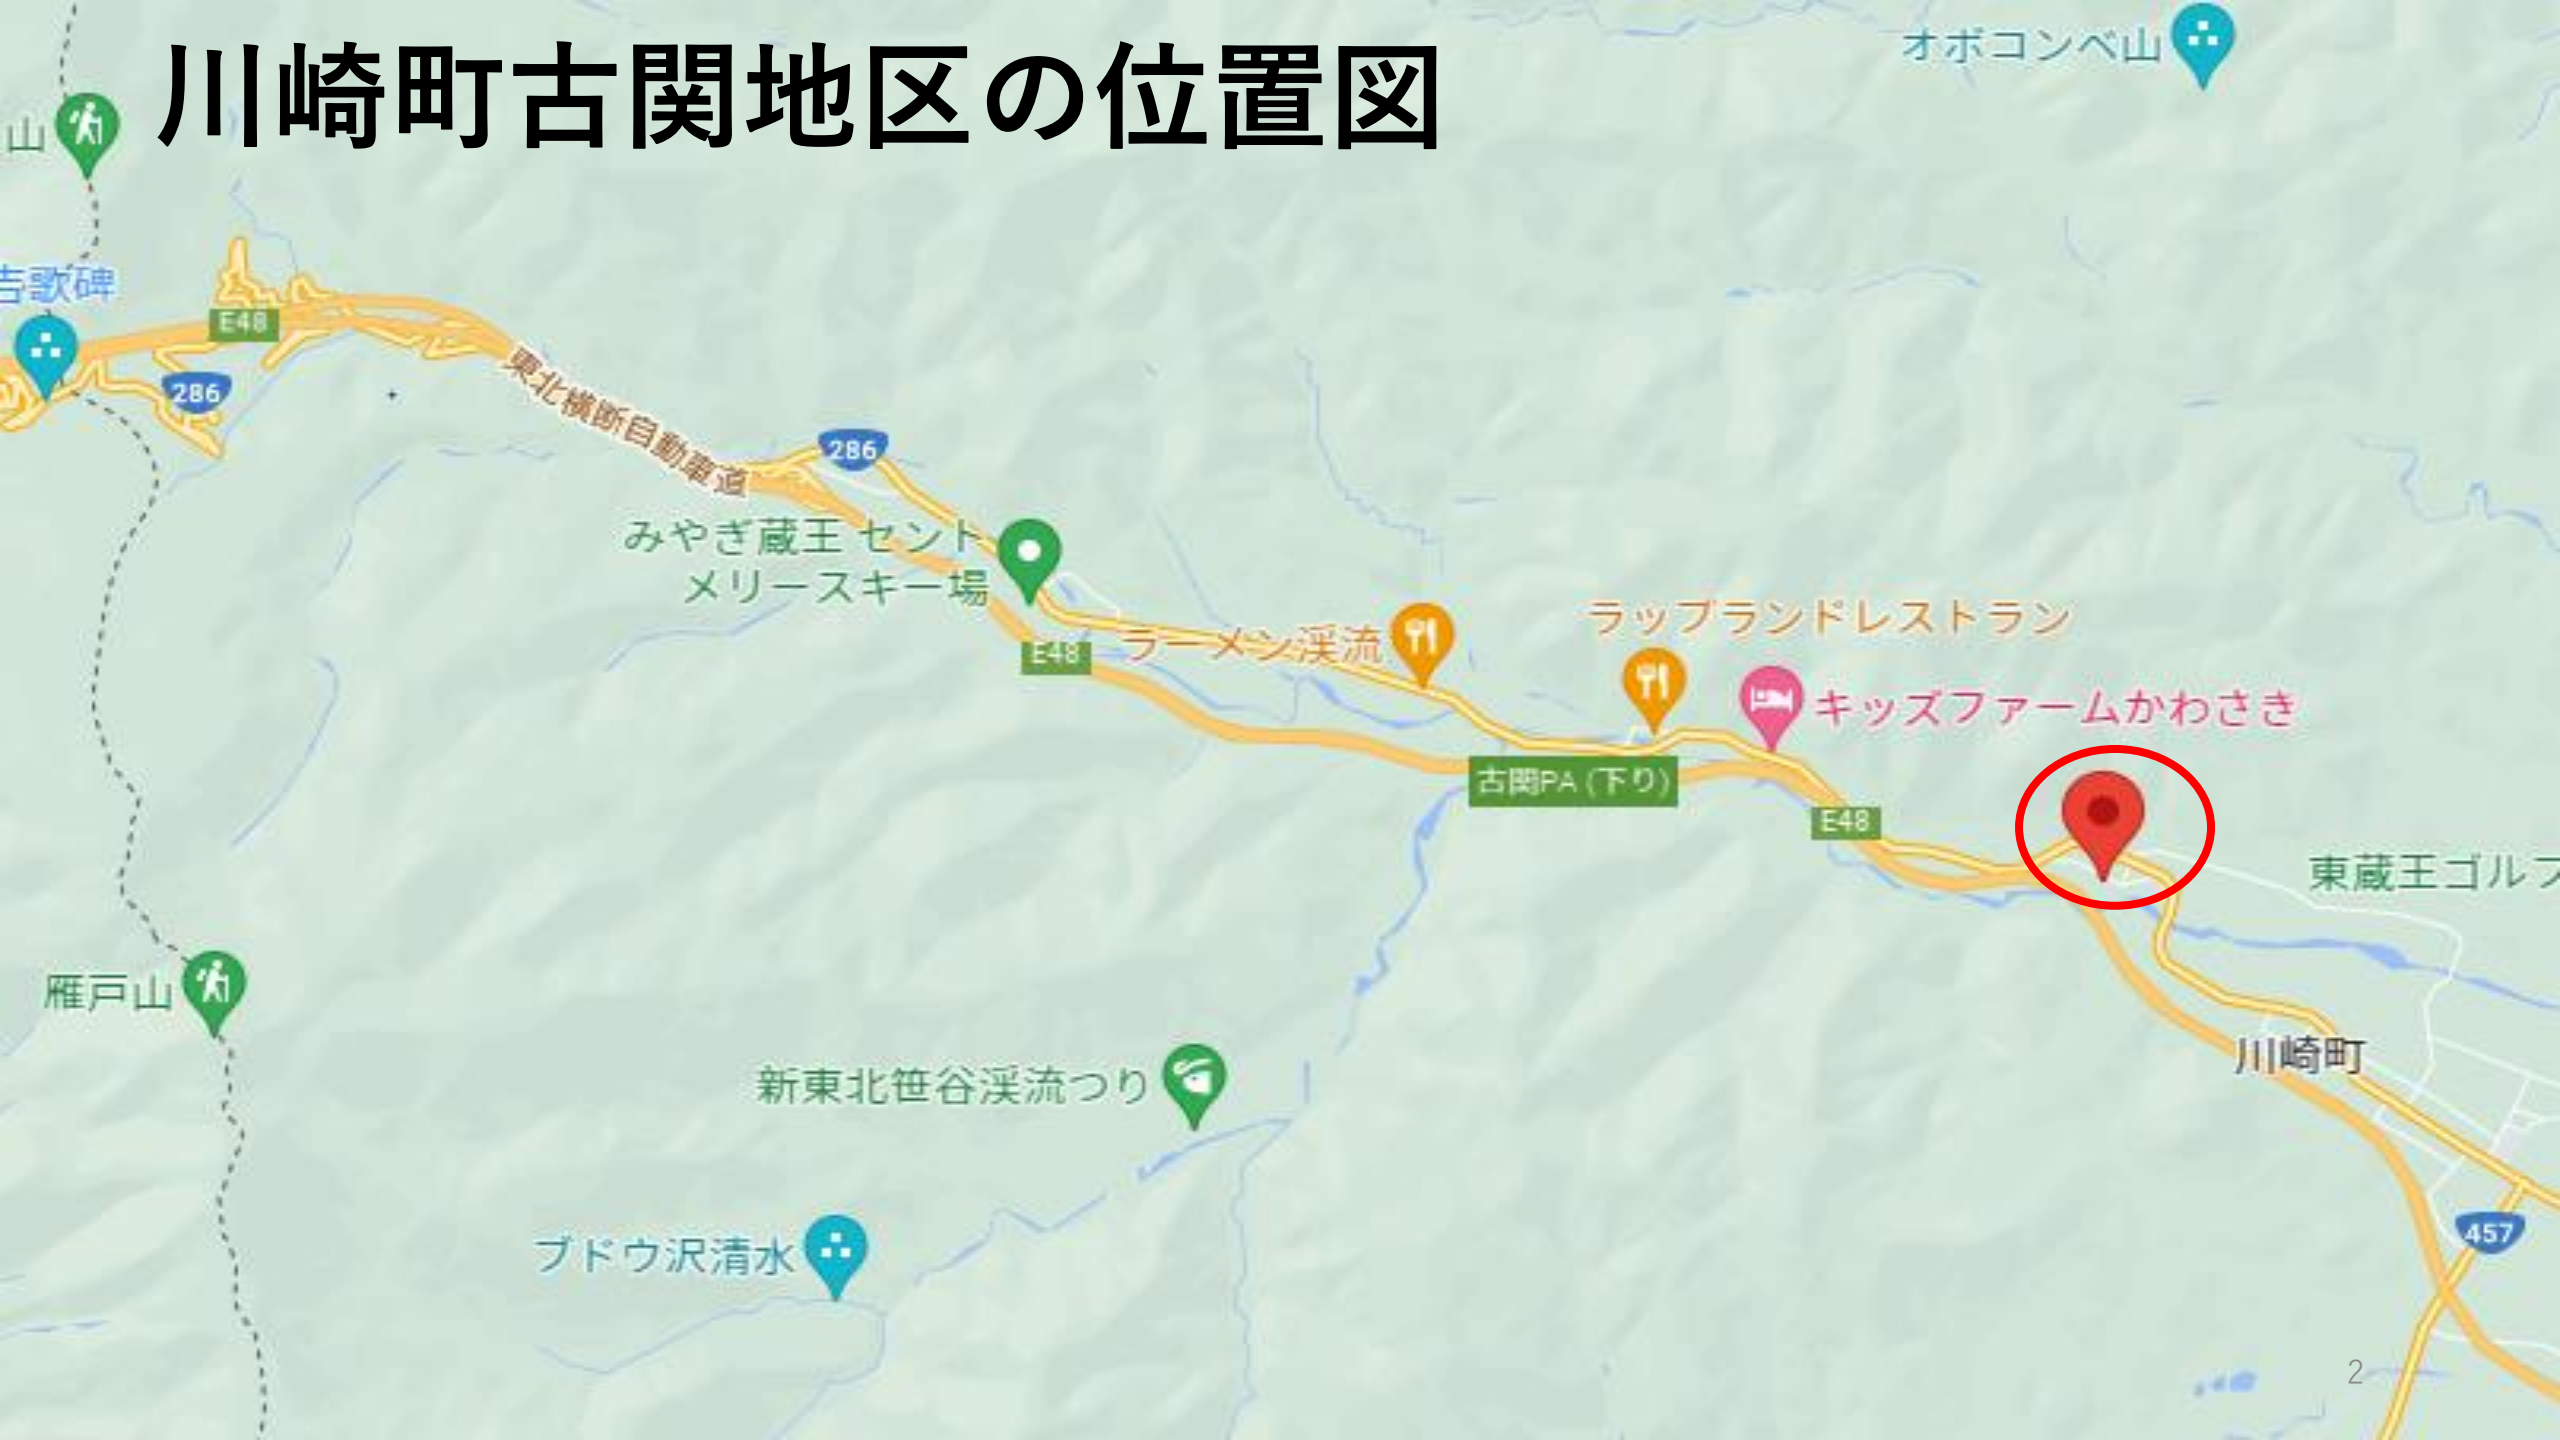 川崎町古関地区の位置図
オボコンベ山
山
吉歌碑
E48
286
東北横断自動車道
286
みやぎ蔵王 セント
メリースキー場
E48
ラーメン渓流
ラップランドレストラン
キッズファームかわさき
古関PA (下り)
E48
東蔵王ゴルフ
雁戸山
川崎町
新東北笹谷渓流つり
ブドウ沢清水
457
2